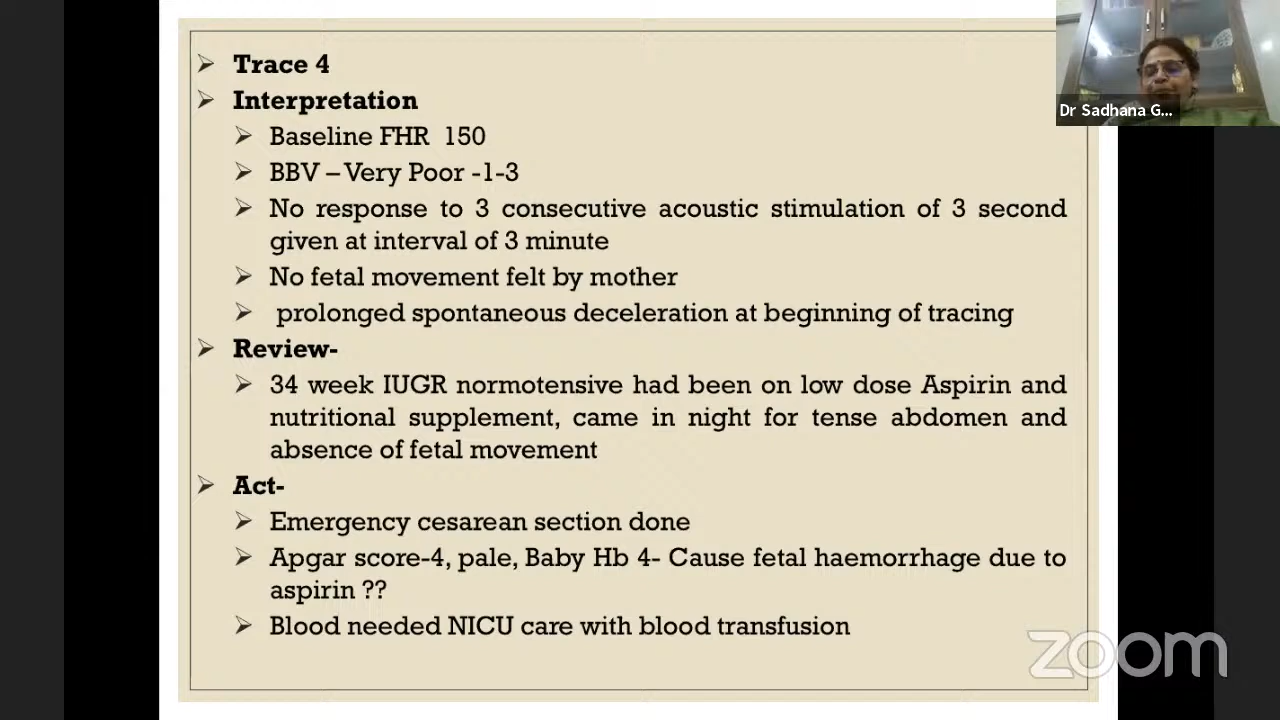 Trace 4
Interpretation
Baseline FHR 150
BBV – Very Poor -1-3
No response to 3 consecutive acoustic stimulation of 3 second
given at interval of 3 minute
No fetal movement felt by mother
prolonged spontaneous deceleration at beginning of tracing
Review-
34 week IUGR normotensive had been on low dose Aspirin and
nutritional supplement, came in night for tense abdomen and
absence of fetal movement
Act-
Emergency cesarean section done
Apgar score-4, pale, Baby Hb 4- Cause fetal haemorrhage due to
aspirin ??
Blood needed NICU care with blood transfusion
Dr Sadhana G...
zoom